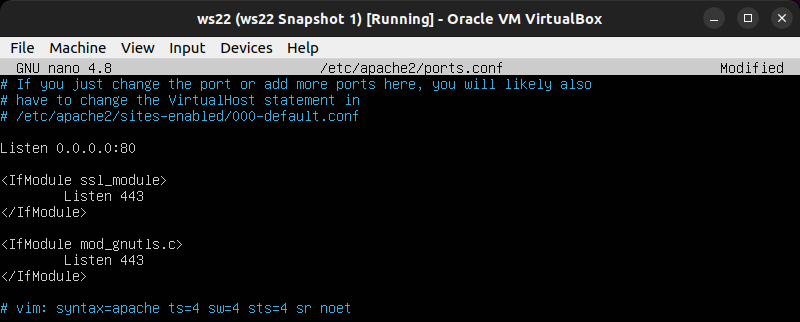 ws22 (ws22 Snapshot 1) [Running] - Oracle VM VirtualBox
File Machine View Input Devices Help
GNU nano 4.8 /etc/apache2/ports.conf Modified
# If you just change the port or add more ports here, you will likely also
# have to change the VirtualHost statement in
# /etc/apache2/sites-enabled/000-default.conf
Listen 0.0.0.0:80
<IfModule ssl_module>
Listen 443
</IfModule>
<IfModule mod_gnutls.c>
Listen 443
</IfModule>
# vim: syntax=apache ts=4 sw=4 sts=4 sr noet